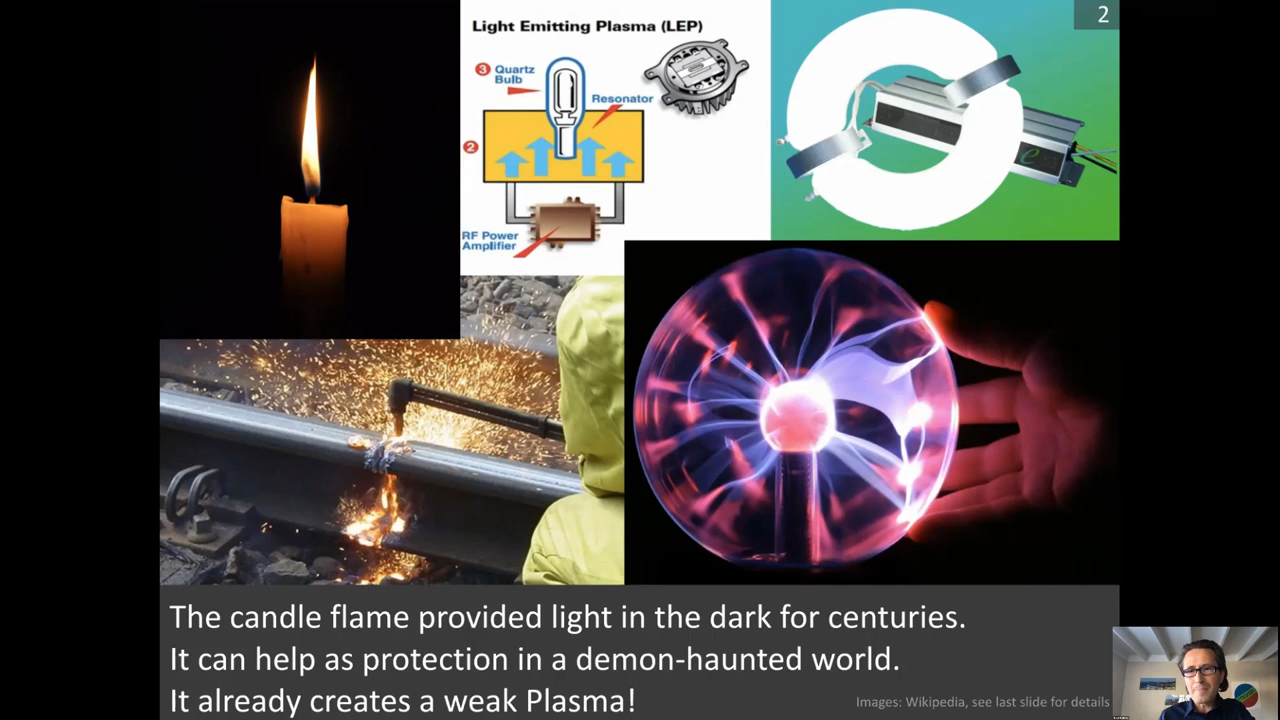 2
Light Emitting Plasma (LEP)
3 Quartz
Bulb
Resonator
2
RF Power
Amplifier
e
The candle flame provided light in the dark for centuries.
It can help as protection in a demon-haunted world.
It already creates a weak Plasma!
Images: Wikipedia, see last slide for details